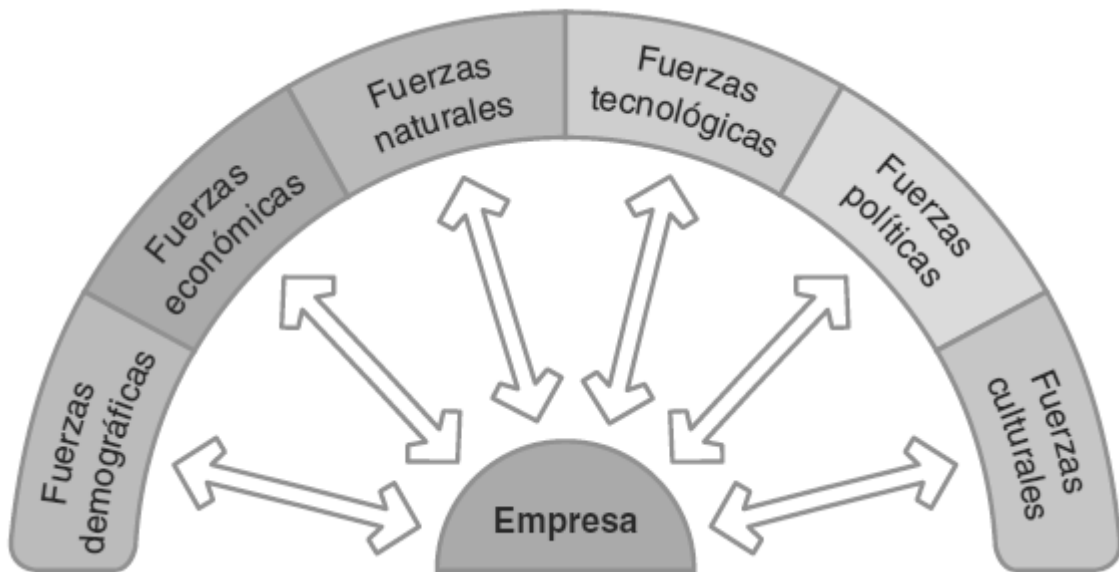 Fuerzas
demográficas
Fuerzas
económicas
Fuerzas
naturales
Fuerzas
tecnológicas
Fuerzas
políticas
Fuerzas
culturales
Empresa